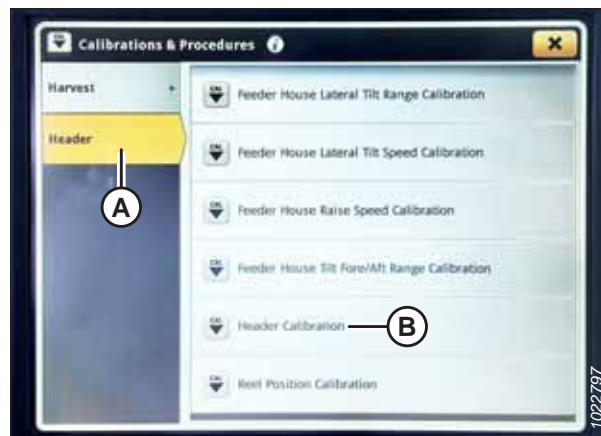 Calibrations & Procedures
Harvest
Header
A
Feeder House Lateral Tilt Range Calibration
Feeder House Lateral Tilt Speed Calibration
Feeder House Raise Speed Calibration
Feeder House Tilt Fore/Aft Range Calibration
Header Calibration
B
Reel Position Calibration
1022797